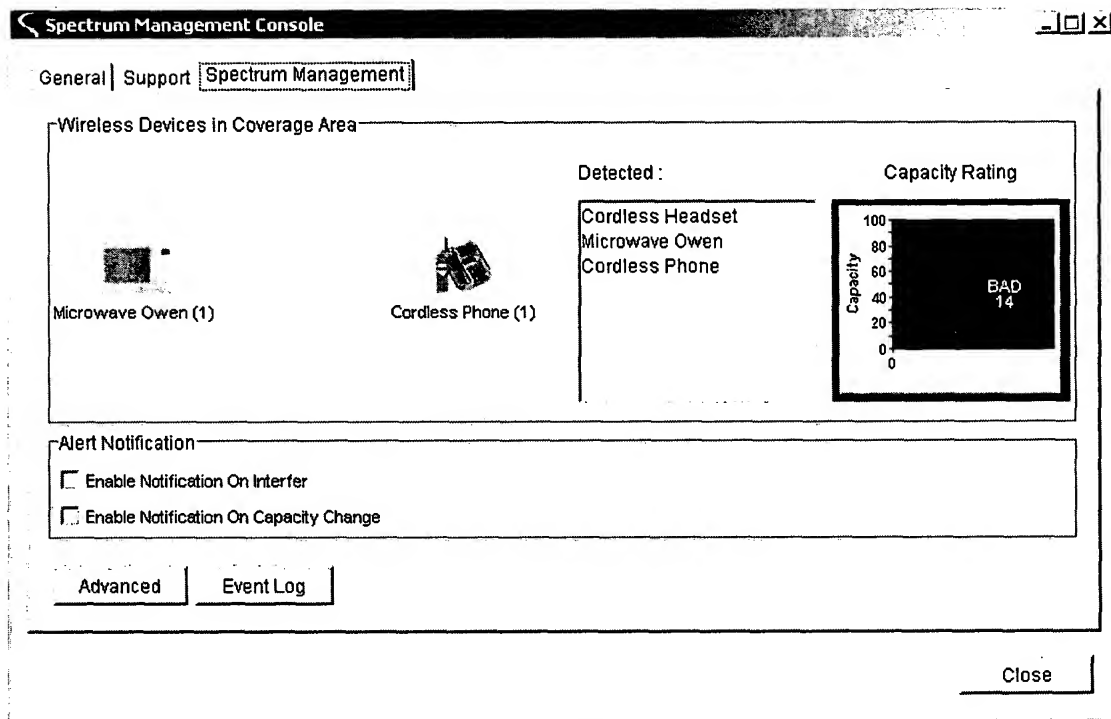 Spectrum Management Console
General Support Spectrum Management
Wireless Devices in Coverage Area
Detected :
Capacity Rating
Cordless Headset
Microwave Owen
Cordless Phone
Microwave Owen (1)
Cordless Phone (1)
Capacity
100
80
60
40
20
0
0
BAD
14
Alert Notification
Enable Notification On Interfer
Enable Notification On Capacity Change
Advanced Event Log
Close